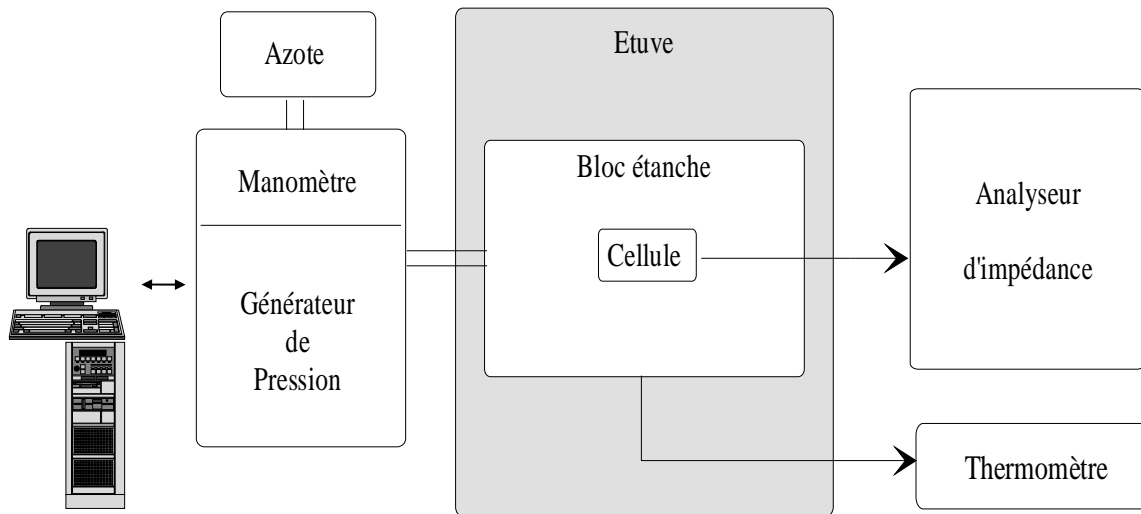 Azote
Manomètre
Générateur
de
Pression
Etuve
Bloc étanche
Cellule
Analyseur
d'impédance
Thermomètre